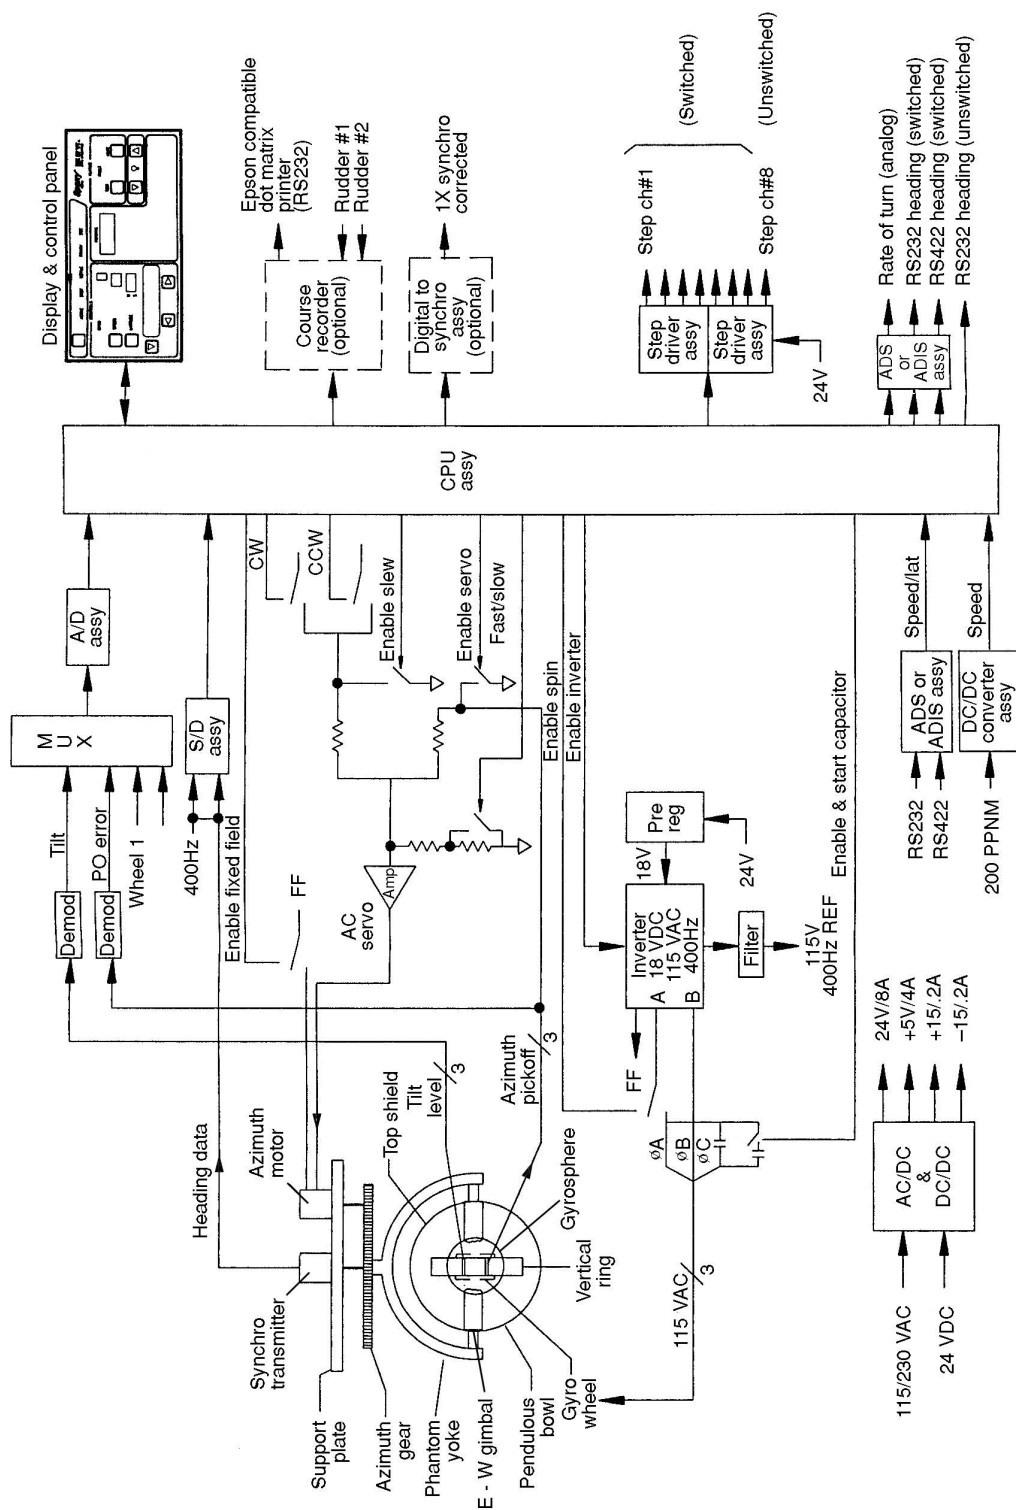 Display & control panel
Epson compatible
dot matrix
printer
(RS232)
Rudder #1
Rudder #2
1X synchro
corrected
Course
recorder
(optional)
Digital to
synchro
assy
(optional)
Step ch#1
(Switched)
Step
driver
assy
Step
driver
assy
Step ch#8
(Unswitched)
24V
ADS
or
ADIS
assy
Rate of turn (analog)
RS232 heading (switched)
RS422 heading (switched)
RS232 heading (unswitched)
CPU
assy
A/D
assy
M
U
X
S/D
assy
CW
CCW
Enable slew
Enable servo
Fast/slow
Enable spin
Enable inverter
Enable & start capacitor
Speed/lat
Speed
ADS or
ADIS assy
DC/DC
converter
assy
RS232
RS422
200 PPNM
Tilt
PO error
Wheel 1
400Hz
Demod
Demod
Enable fixed field
FF
AC
servo
Amp
Pre
reg
18V
24V
Inverter
18 VDC
115 VAC
400Hz
A
B
Filter
115V
400Hz REF
FF
øA
øB
øC
Heading data
Azimuth
motor
Synchro
transmitter
Support
plate
Azimuth
gear
Phantom
yoke
E - W gimbal
Pendulous
bowl
Gyro
wheel
Vertical
ring
Gyrosphere
Top shield
Tilt
level
3
Azimuth
pickoff
3
115 VAC
3
115/230 VAC
24 VDC
AC/DC
&
DC/DC
24V/8A
+5V/4A
+15/.2A
–15/.2A